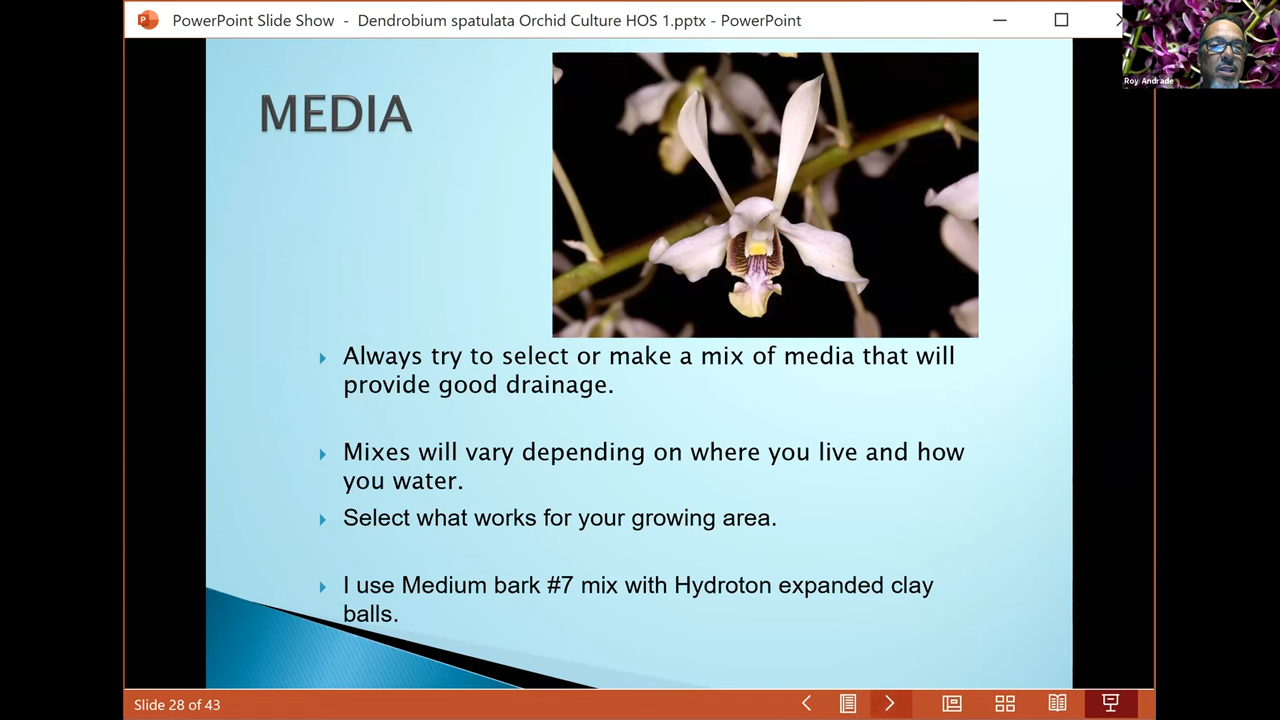 PowerPoint Slide Show - Dendrobium spatulata Orchid Culture HOS 1.pptx - PowerPoint
Roy Andrade
MEDIA
Always try to select or make a mix of media that will
provide good drainage.
Mixes will vary depending on where you live and how
you water.
Select what works for your growing area.
I use Medium bark #7 mix with Hydroton expanded clay
balls.
Slide 28 of 43